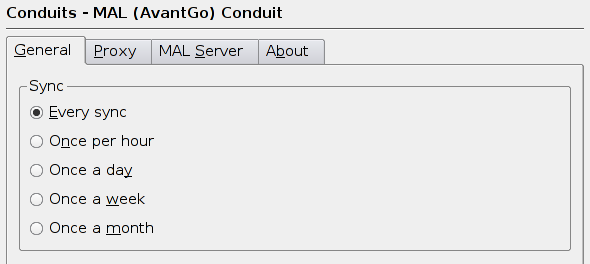 Conduits - MAL (AvantGo) Conduit
General Proxy MAL Server About
Sync
Every sync
Once per hour
Once a day
Once a week
Once a month